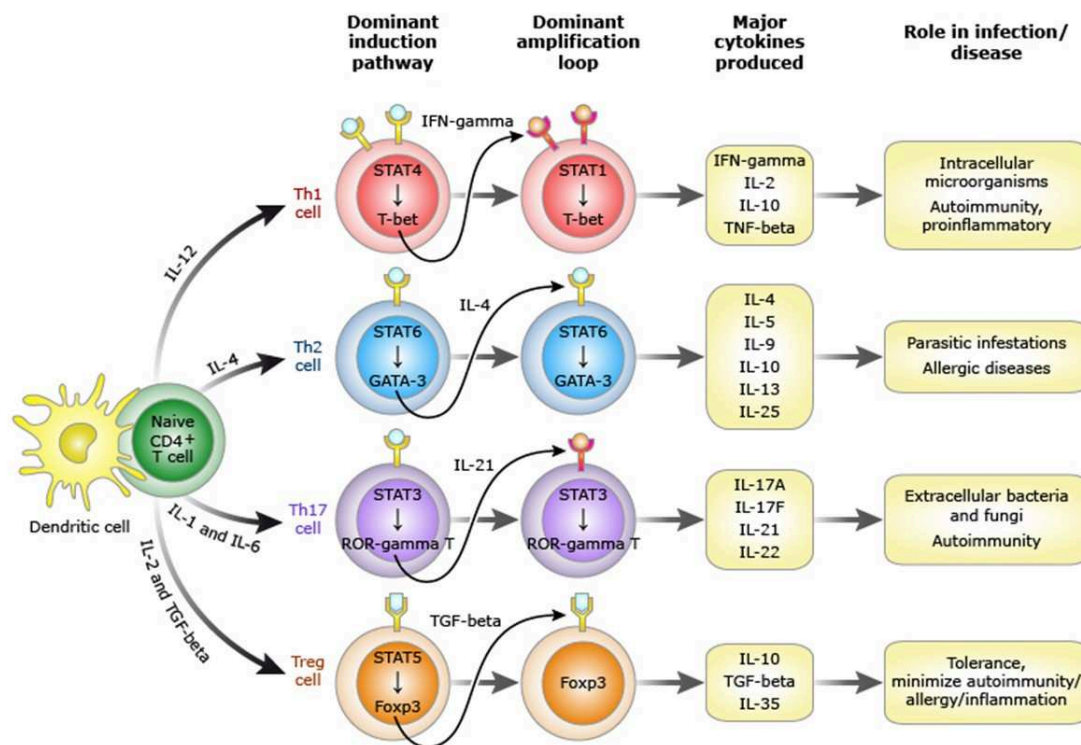 Dominant
induction
pathway
Dominant
amplification
loop
Major
cytokines
produced
Role in infection/
disease
IL-12
Th1
cell
STAT4
↓
T-bet
IFN-gamma
STAT1
↓
T-bet
IFN-gamma
IL-2
IL-10
TNF-beta
Intracellular
microorganisms
Autoimmunity,
proinflammatory
IL-4
Th2
cell
STAT6
↓
GATA-3
IL-4
STAT6
↓
GATA-3
IL-4
IL-5
IL-9
IL-10
IL-13
IL-25
Parasitic infestations
Allergic diseases
Naive
CD4+
T cell
Dendritic cell
IL-1 and IL-6
Th17
cell
STAT3
↓
ROR-gamma T
IL-21
STAT3
↓
ROR-gamma T
IL-17A
IL-17F
IL-21
IL-22
Extracellular bacteria
and fungi
Autoimmunity
IL-2 and TGF-beta
Treg
cell
STAT5
↓
Foxp3
TGF-beta
Foxp3
IL-10
TGF-beta
IL-35
Tolerance,
minimize autoimmunity/
allergy/inflammation